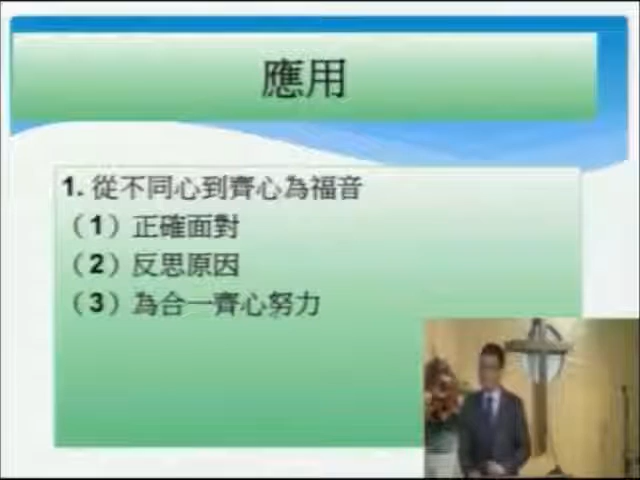 應用
1. 從不同心到齊心為福音
（1）正確面對
（2）反思原因
（3）為合一齊心努力